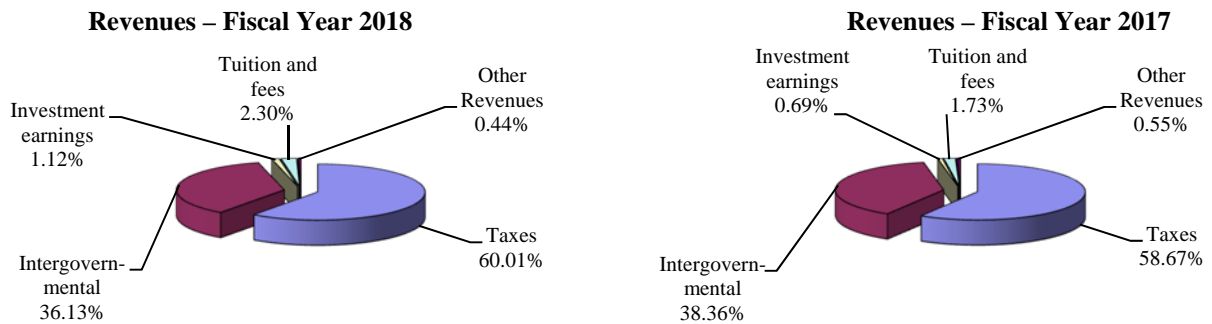 Revenues – Fiscal Year 2018
Tuition and
fees
2.30%
Other
Revenues
0.44%
Investment
earnings
1.12%
Taxes
60.01%
Intergovern-
mental
36.13%
Revenues – Fiscal Year 2017
Investment
earnings
0.69%
Tuition and
fees
1.73%
Other
Revenues
0.55%
Taxes
58.67%
Intergovern-
mental
38.36%